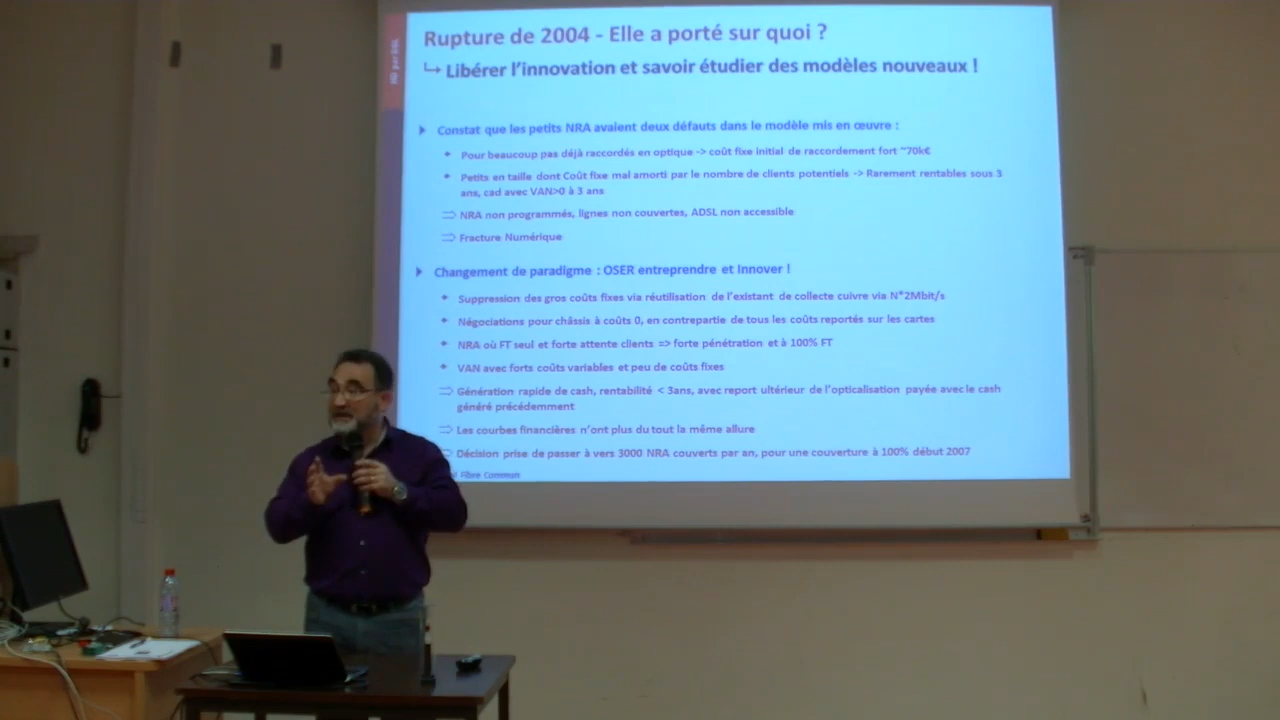 HD par DSL
Rupture de 2004 - Elle a porté sur quoi ?
↳ Libérer l'innovation et savoir étudier des modèles nouveaux !
Constat que les petits NRA avaient deux défauts dans le modèle mis en œuvre :
Pour beaucoup pas déjà raccordés en optique -> coût fixe initial de raccordement fort ~70k€
Petits en taille dont Coût fixe mal amorti par le nombre de clients potentiels -> Rarement rentables sous 3
ans, cad avec VAN>0 à 3 ans
⇒ NRA non programmés, lignes non couvertes, ADSL non accessible
⇒ Fracture Numérique
Changement de paradigme : OSER entreprendre et Innover !
Suppression des gros coûts fixes via réutilisation de l'existant de collecte cuivre via N*2Mbit/s
Négociations pour châssis à coûts 0, en contrepartie de tous les coûts reportés sur les cartes
NRA où FT seul et forte attente clients => forte pénétration et à 100% FT
VAN avec forts coûts variables et peu de coûts fixes
⇒ Génération rapide de cash, rentabilité < 3ans, avec report ultérieur de l'opticalisation payée avec le cash
généré précédemment
⇒ Les courbes financières n'ont plus du tout la même allure
⇒ Décision prise de passer à vers 3000 NRA couverts par an, pour une couverture à 100% début 2007
Fibre Commun